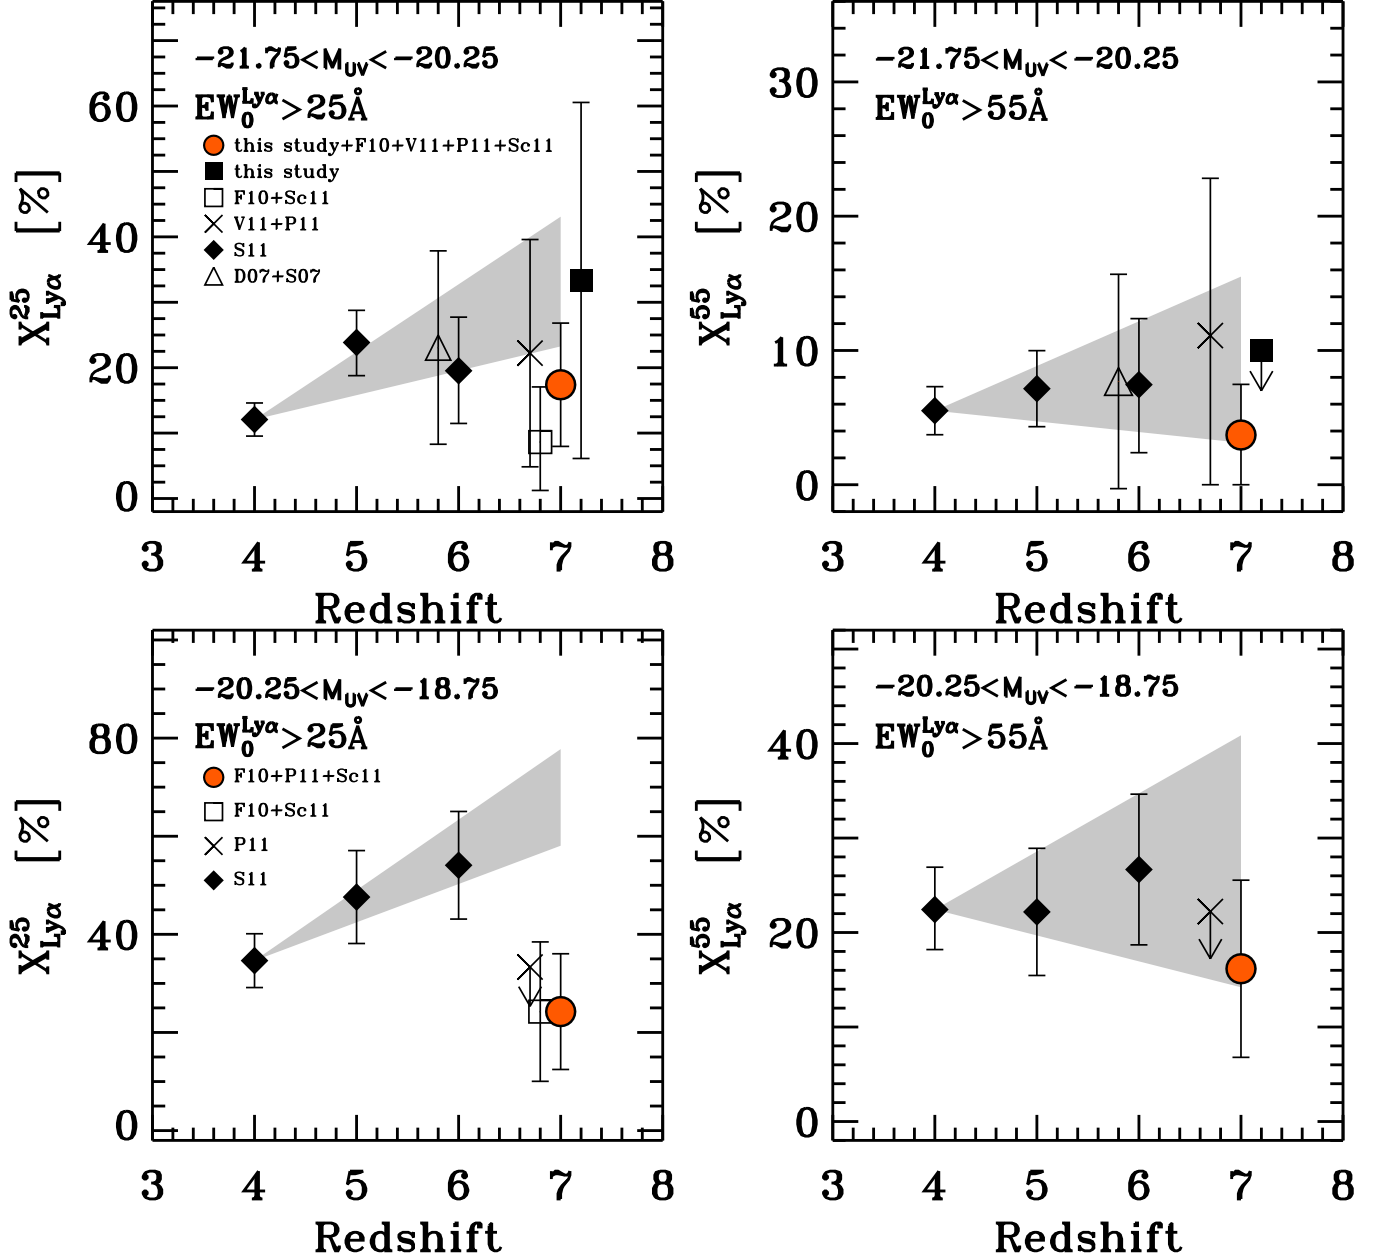 −21.75<M_UV<−20.25
EW_0^Lyα>25Å
this study+F10+V11+P11+Sc11
this study
F10+Sc11
V11+P11
S11
D07+S07
60
40
20
0
X_Lyα^25 [%]
3 4 5 6 7 8
Redshift
−21.75<M_UV<−20.25
EW_0^Lyα>55Å
30
20
10
0
X_Lyα^55 [%]
3 4 5 6 7 8
Redshift
−20.25<M_UV<−18.75
EW_0^Lyα>25Å
F10+P11+Sc11
F10+Sc11
P11
S11
80
40
0
X_Lyα^25 [%]
3 4 5 6 7 8
Redshift
−20.25<M_UV<−18.75
EW_0^Lyα>55Å
40
20
0
X_Lyα^55 [%]
3 4 5 6 7 8
Redshift